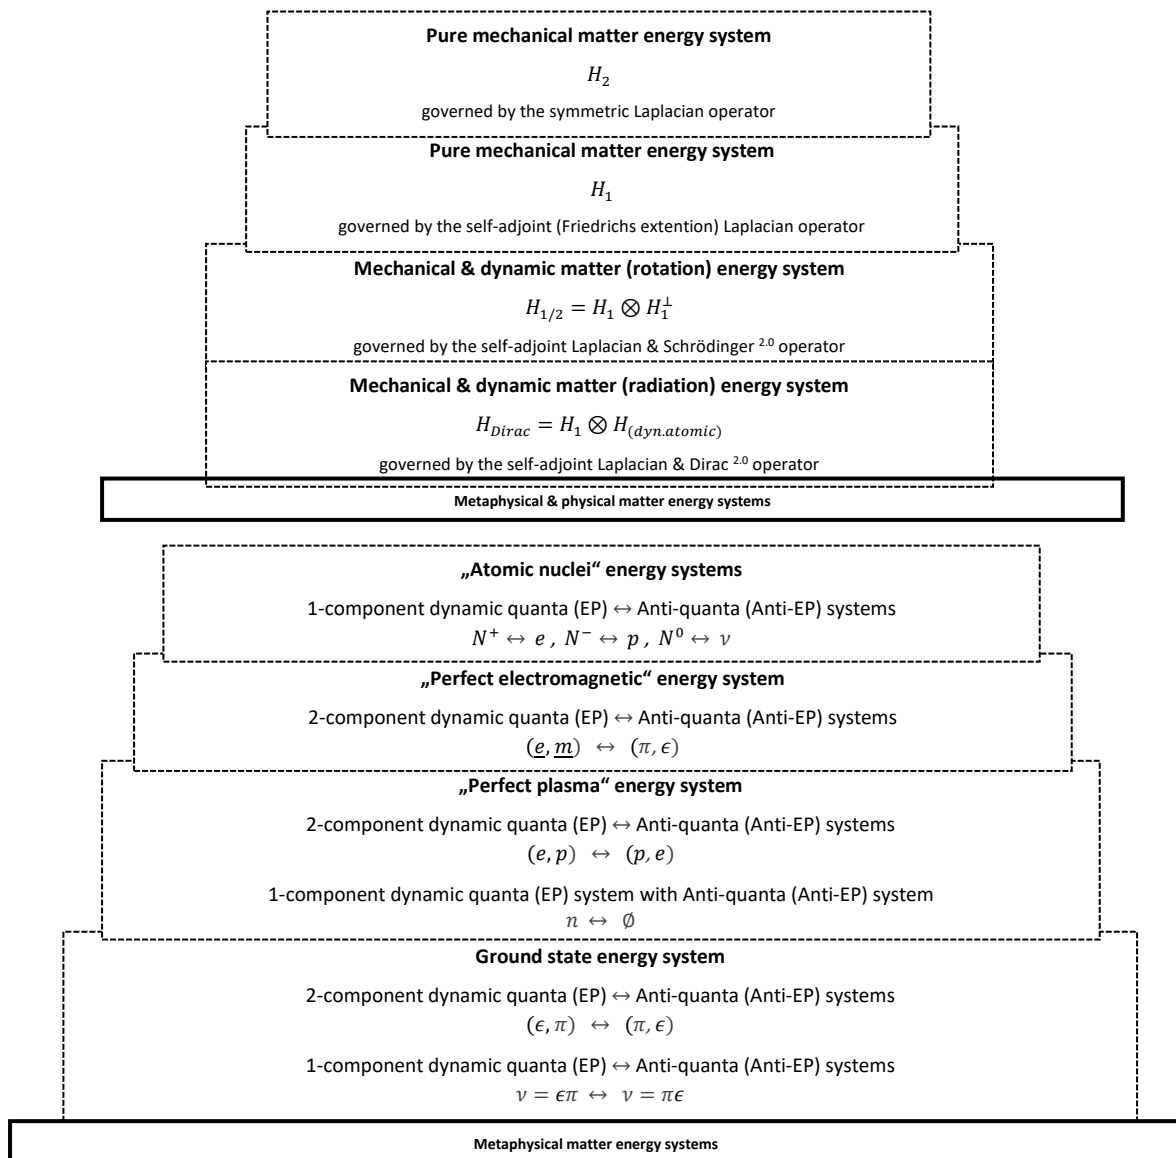 Pure mechanical matter energy system
H₂
governed by the symmetric Laplacian operator
Pure mechanical matter energy system
H₁
governed by the self-adjoint (Friedrichs extention) Laplacian operator
Mechanical & dynamic matter (rotation) energy system
H₁/₂ = H₁ ⊗ H₁^⊥
governed by the self-adjoint Laplacian & Schrödinger ²·⁰ operator
Mechanical & dynamic matter (radiation) energy system
H_Dirac = H₁ ⊗ H_(dyn.atomic)
governed by the self-adjoint Laplacian & Dirac ²·⁰ operator
Metaphysical & physical matter energy systems
„Atomic nuclei“ energy systems
1-component dynamic quanta (EP) ↔ Anti-quanta (Anti-EP) systems
N⁺ ↔ e , N⁻ ↔ p , N⁰ ↔ ν
„Perfect electromagnetic“ energy system
2-component dynamic quanta (EP) ↔ Anti-quanta (Anti-EP) systems
(e, m) ↔ (π, ϵ)
„Perfect plasma“ energy system
2-component dynamic quanta (EP) ↔ Anti-quanta (Anti-EP) systems
(e, p) ↔ (p, e)
1-component dynamic quanta (EP) system with Anti-quanta (Anti-EP) system
n ↔ ∅
Ground state energy system
2-component dynamic quanta (EP) ↔ Anti-quanta (Anti-EP) systems
(ϵ, π) ↔ (π, ϵ)
1-component dynamic quanta (EP) ↔ Anti-quanta (Anti-EP) systems
ν = ϵπ ↔ ν = πϵ
Metaphysical matter energy systems